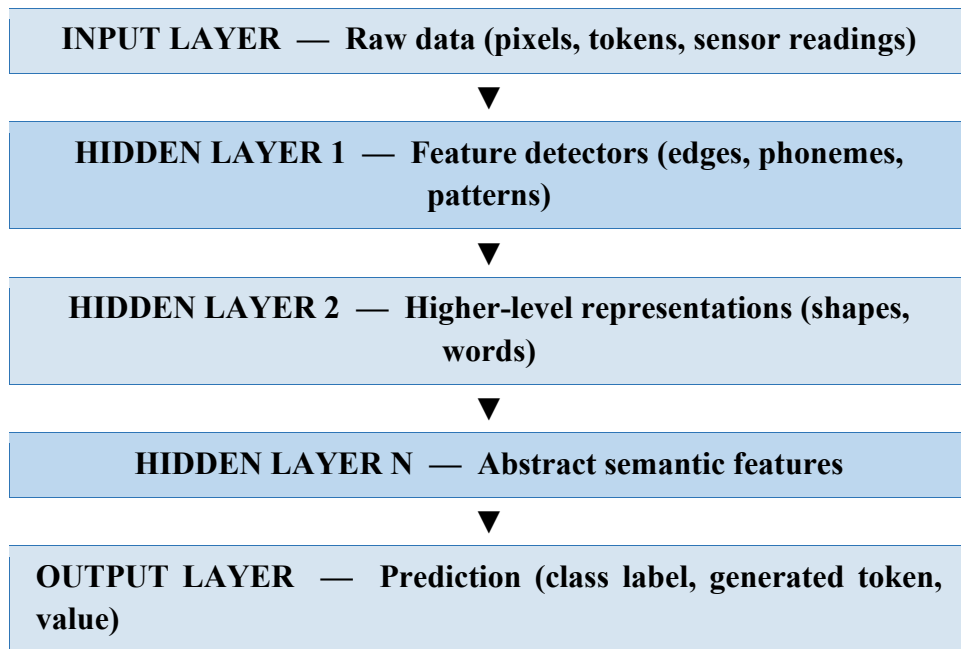 INPUT LAYER — Raw data (pixels, tokens, sensor readings)
HIDDEN LAYER 1 — Feature detectors (edges, phonemes,
patterns)
HIDDEN LAYER 2 — Higher-level representations (shapes,
words)
HIDDEN LAYER N — Abstract semantic features
OUTPUT LAYER — Prediction (class label, generated token,
value)